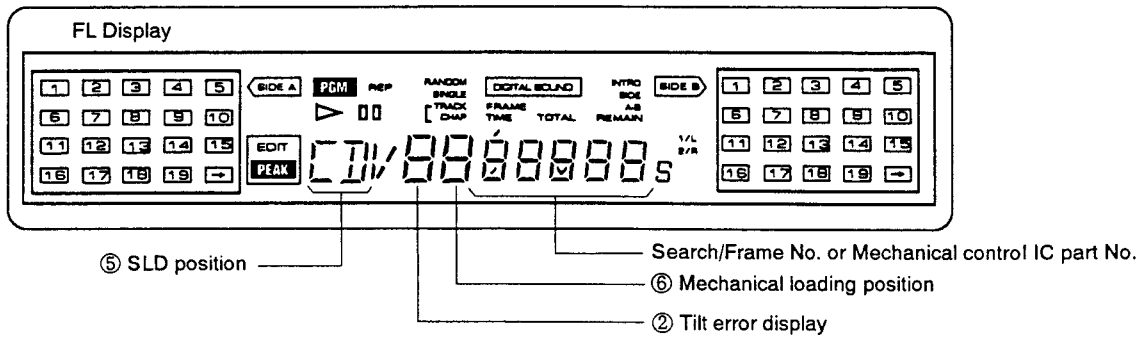 FL Display
1 2 3 4 5 SIDE A PGM REP RANDOM SINGLE DIGITAL SOUND INTRO SIDE SIDE B 1 2 3 4 5
6 7 8 9 10 TRACK CHAP FRAME TIME TOTAL A-B REMAIN 6 7 8 9 10
11 12 13 14 15 EDIT 1/L 2/R 11 12 13 14 15
16 17 18 19 → PEAK CDV 88 88888 S 16 17 18 19 →
⑤ SLD position
Search/Frame No. or Mechanical control IC part No.
⑥ Mechanical loading position
② Tilt error display